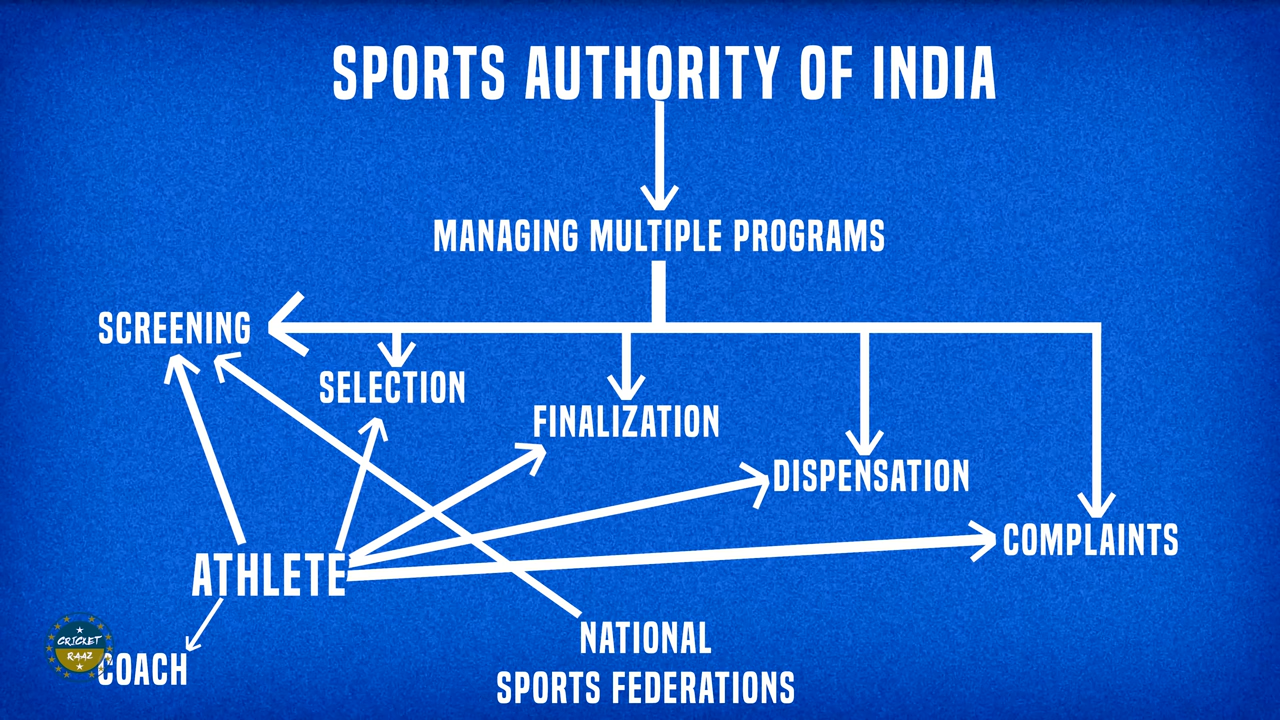 SPORTS AUTHORITY OF INDIA
MANAGING MULTIPLE PROGRAMS
SCREENING
SELECTION
FINALIZATION
DISPENSATION
COMPLAINTS
ATHLETE
CRICKET
RAAZ
COACH
NATIONAL
SPORTS FEDERATIONS